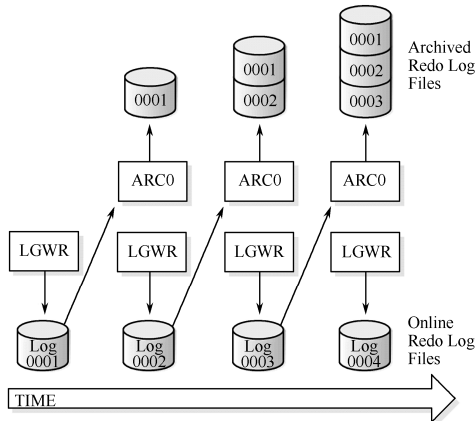 0001
0001
0002
0001
0002
0003
Archived
Redo Log
Files
ARC0
ARC0
ARC0
LGWR
LGWR
LGWR
LGWR
Log
0001
Log
0002
Log
0003
Log
0004
Online
Redo Log
Files
TIME